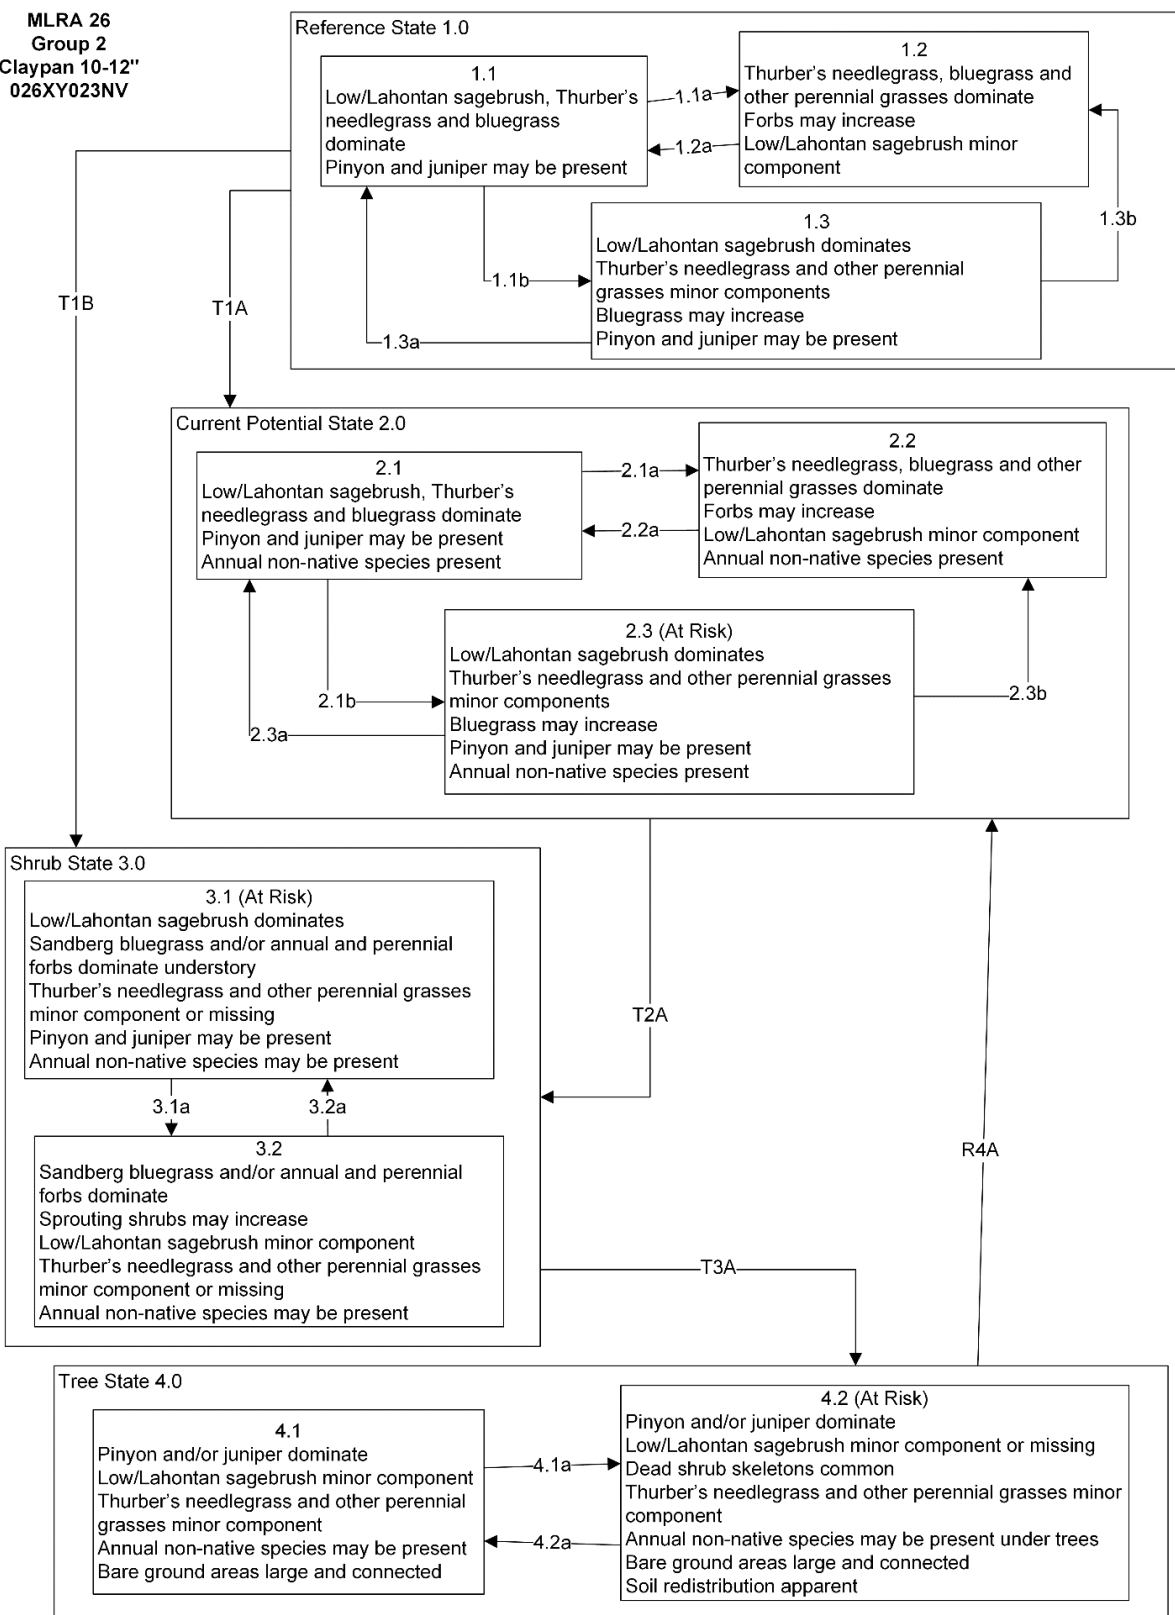 MLRA 26
Group 2
Claypan 10-12"
026XY023NV
Reference State 1.0
1.1
Low/Lahontan sagebrush, Thurber's
needlegrass and bluegrass
dominate
Pinyon and juniper may be present
1.1a
1.2a
1.2
Thurber's needlegrass, bluegrass and
other perennial grasses dominate
Forbs may increase
Low/Lahontan sagebrush minor
component
1.3
Low/Lahontan sagebrush dominates
Thurber's needlegrass and other perennial
grasses minor components
Bluegrass may increase
Pinyon and juniper may be present
1.1b
1.3a
1.3b
T1B
T1A
Current Potential State 2.0
2.1
Low/Lahontan sagebrush, Thurber's
needlegrass and bluegrass dominate
Pinyon and juniper may be present
Annual non-native species present
2.1a
2.2a
2.2
Thurber's needlegrass, bluegrass and other
perennial grasses dominate
Forbs may increase
Low/Lahontan sagebrush minor component
Annual non-native species present
2.3 (At Risk)
Low/Lahontan sagebrush dominates
Thurber's needlegrass and other perennial grasses
minor components
Bluegrass may increase
Pinyon and juniper may be present
Annual non-native species present
2.1b
2.3a
2.3b
Shrub State 3.0
3.1 (At Risk)
Low/Lahontan sagebrush dominates
Sandberg bluegrass and/or annual and perennial
forbs dominate understory
Thurber's needlegrass and other perennial grasses
minor component or missing
Pinyon and juniper may be present
Annual non-native species may be present
3.1a
3.2a
3.2
Sandberg bluegrass and/or annual and perennial
forbs dominate
Sprouting shrubs may increase
Low/Lahontan sagebrush minor component
Thurber's needlegrass and other perennial grasses
minor component or missing
Annual non-native species may be present
T2A
R4A
T3A
Tree State 4.0
4.1
Pinyon and/or juniper dominate
Low/Lahontan sagebrush minor component
Thurber's needlegrass and other perennial
grasses minor component
Annual non-native species may be present
Bare ground areas large and connected
4.1a
4.2a
4.2 (At Risk)
Pinyon and/or juniper dominate
Low/Lahontan sagebrush minor component or missing
Dead shrub skeletons common
Thurber's needlegrass and other perennial grasses minor
component
Annual non-native species may be present under trees
Bare ground areas large and connected
Soil redistribution apparent